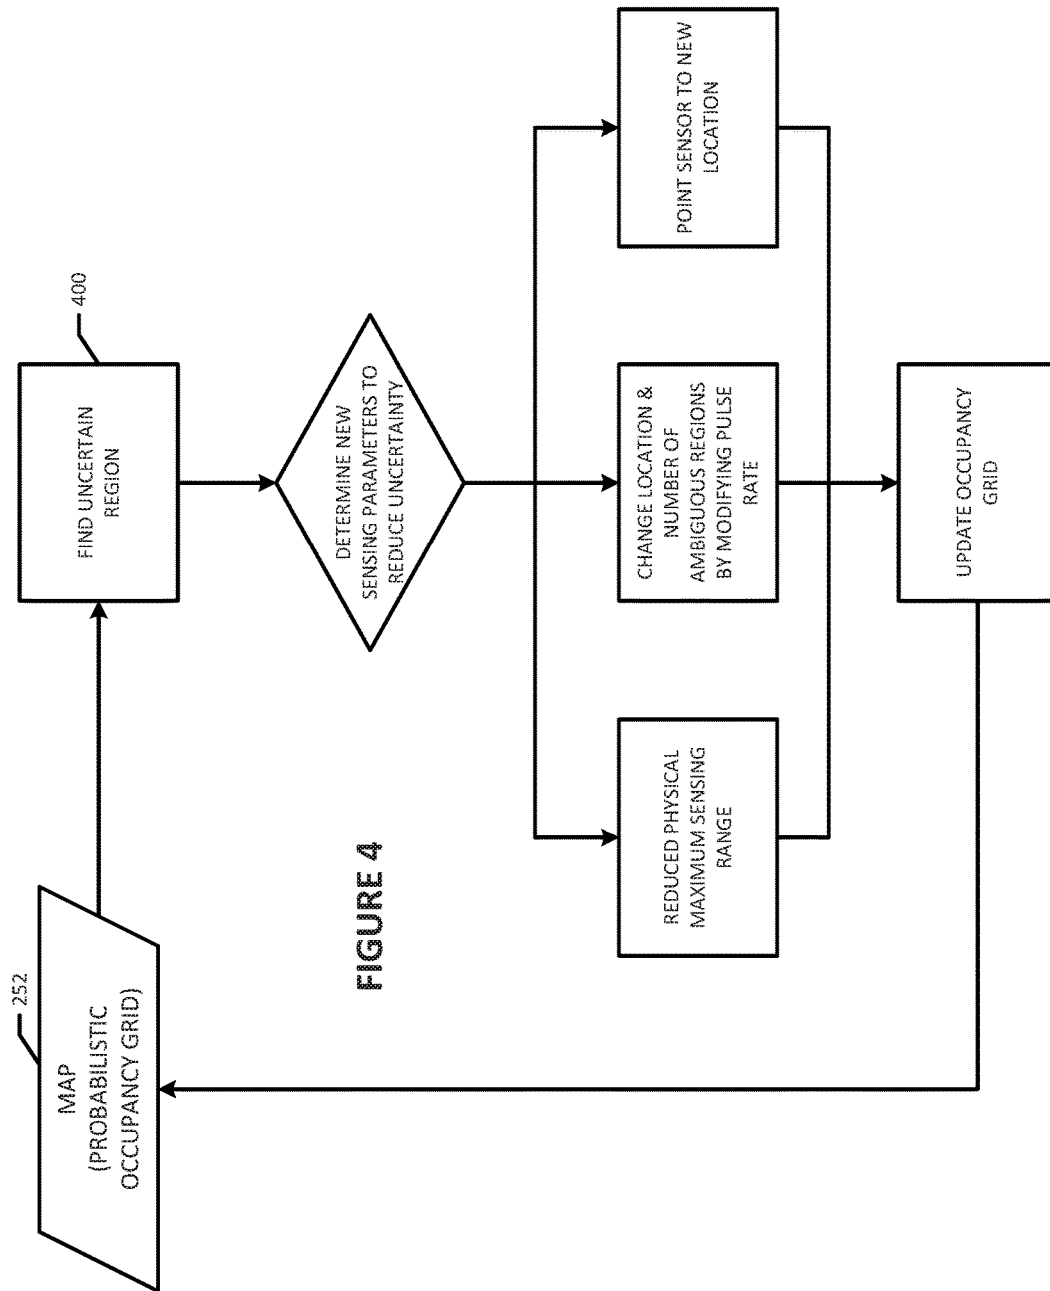 252
MAP
(PROBABILISTIC
OCCUPANCY GRID)
400
FIND UNCERTAIN
REGION
DETERMINE NEW
SENSING PARAMETERS TO
REDUCE UNCERTAINTY
REDUCED PHYSICAL
MAXIMUM SENSING
RANGE
CHANGE LOCATION &
NUMBER OF
AMBIGUOUS REGIONS
BY MODIFYING PULSE
RATE
POINT SENSOR TO NEW
LOCATION
UPDATE OCCUPANCY
GRID
FIGURE 4